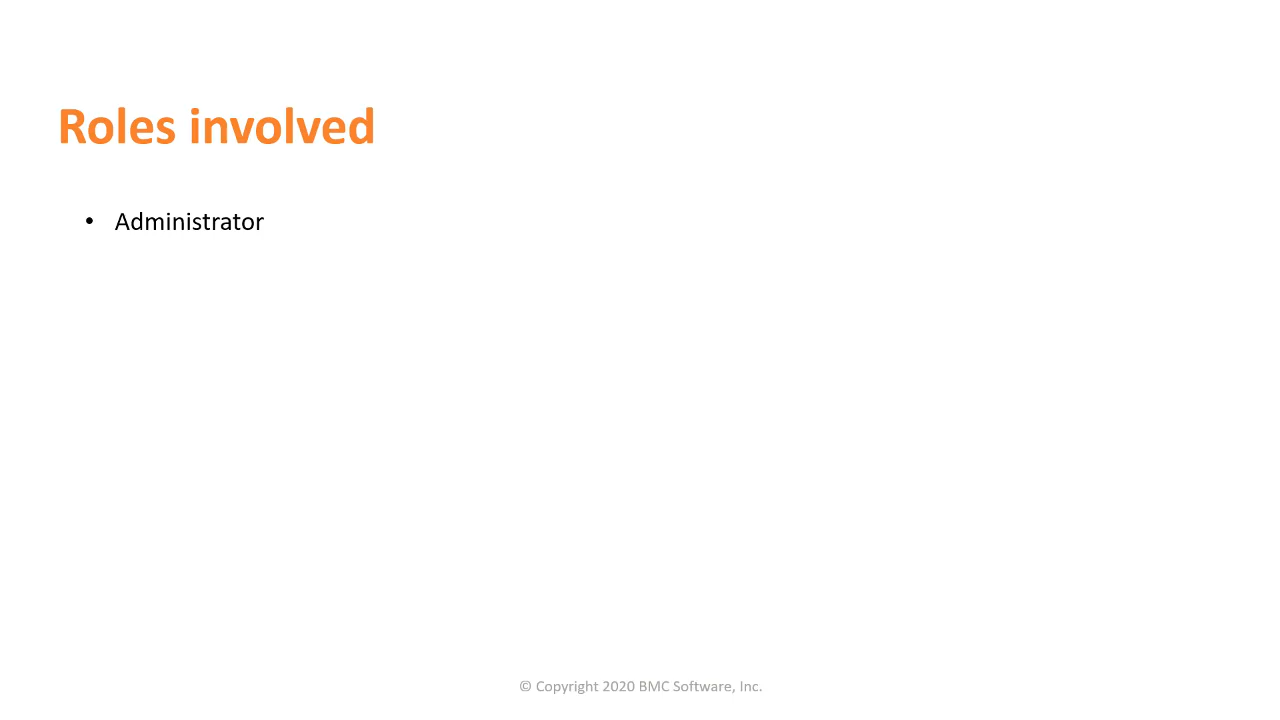 Roles involved
• Administrator
© Copyright 2020 BMC Software, Inc.